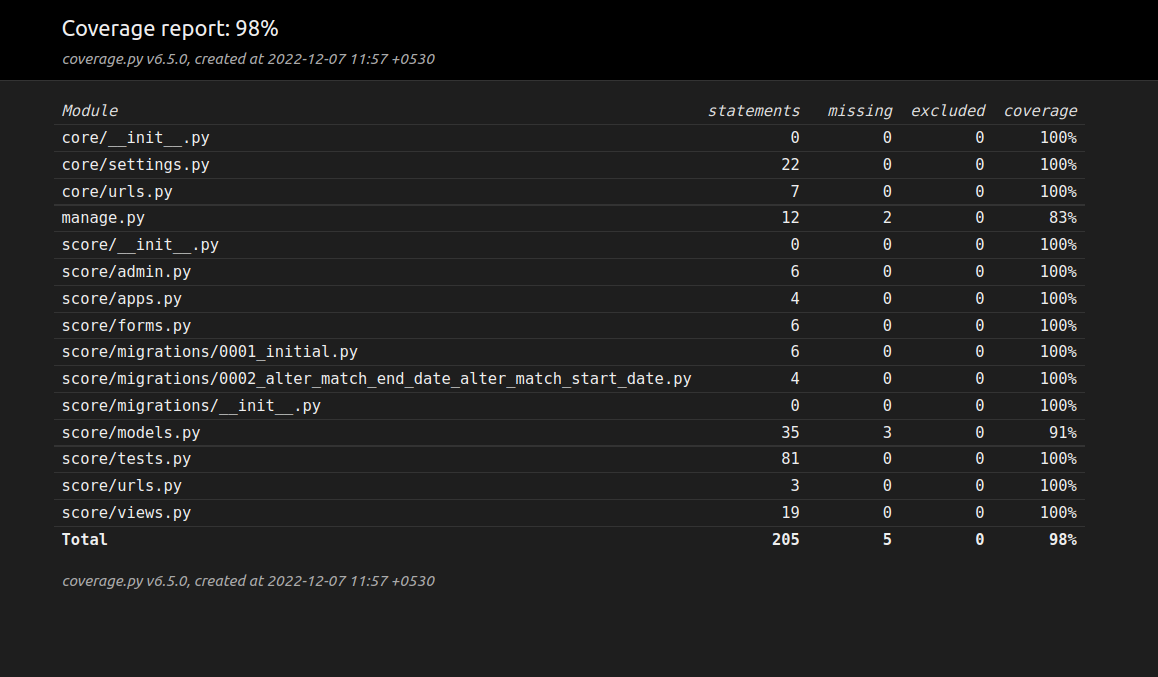 Coverage report: 98%
coverage.py v6.5.0, created at 2022-12-07 11:57 +0530
Module statements missing excluded coverage
core/__init__.py 0 0 0 100%
core/settings.py 22 0 0 100%
core/urls.py 7 0 0 100%
manage.py 12 2 0 83%
score/__init__.py 0 0 0 100%
score/admin.py 6 0 0 100%
score/apps.py 4 0 0 100%
score/forms.py 6 0 0 100%
score/migrations/0001_initial.py 6 0 0 100%
score/migrations/0002_alter_match_end_date_alter_match_start_date.py 4 0 0 100%
score/migrations/__init__.py 0 0 0 100%
score/models.py 35 3 0 91%
score/tests.py 81 0 0 100%
score/urls.py 3 0 0 100%
score/views.py 19 0 0 100%
Total 205 5 0 98%
coverage.py v6.5.0, created at 2022-12-07 11:57 +0530